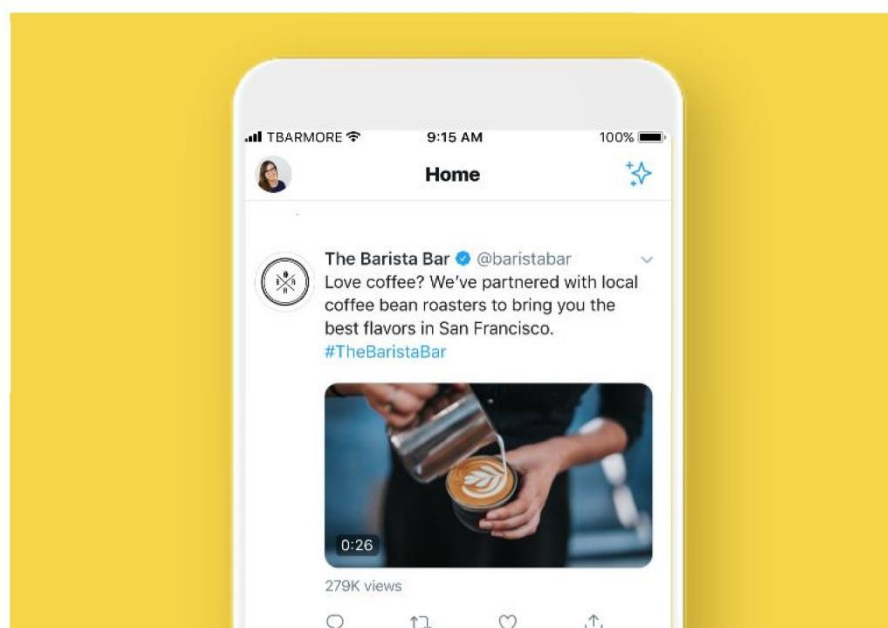 TBARMORE 9:15 AM 100%
Home
The Barista Bar @baristabar
Love coffee? We've partnered with local
coffee bean roasters to bring you the
best flavors in San Francisco.
#TheBaristaBar
0:26
279K views